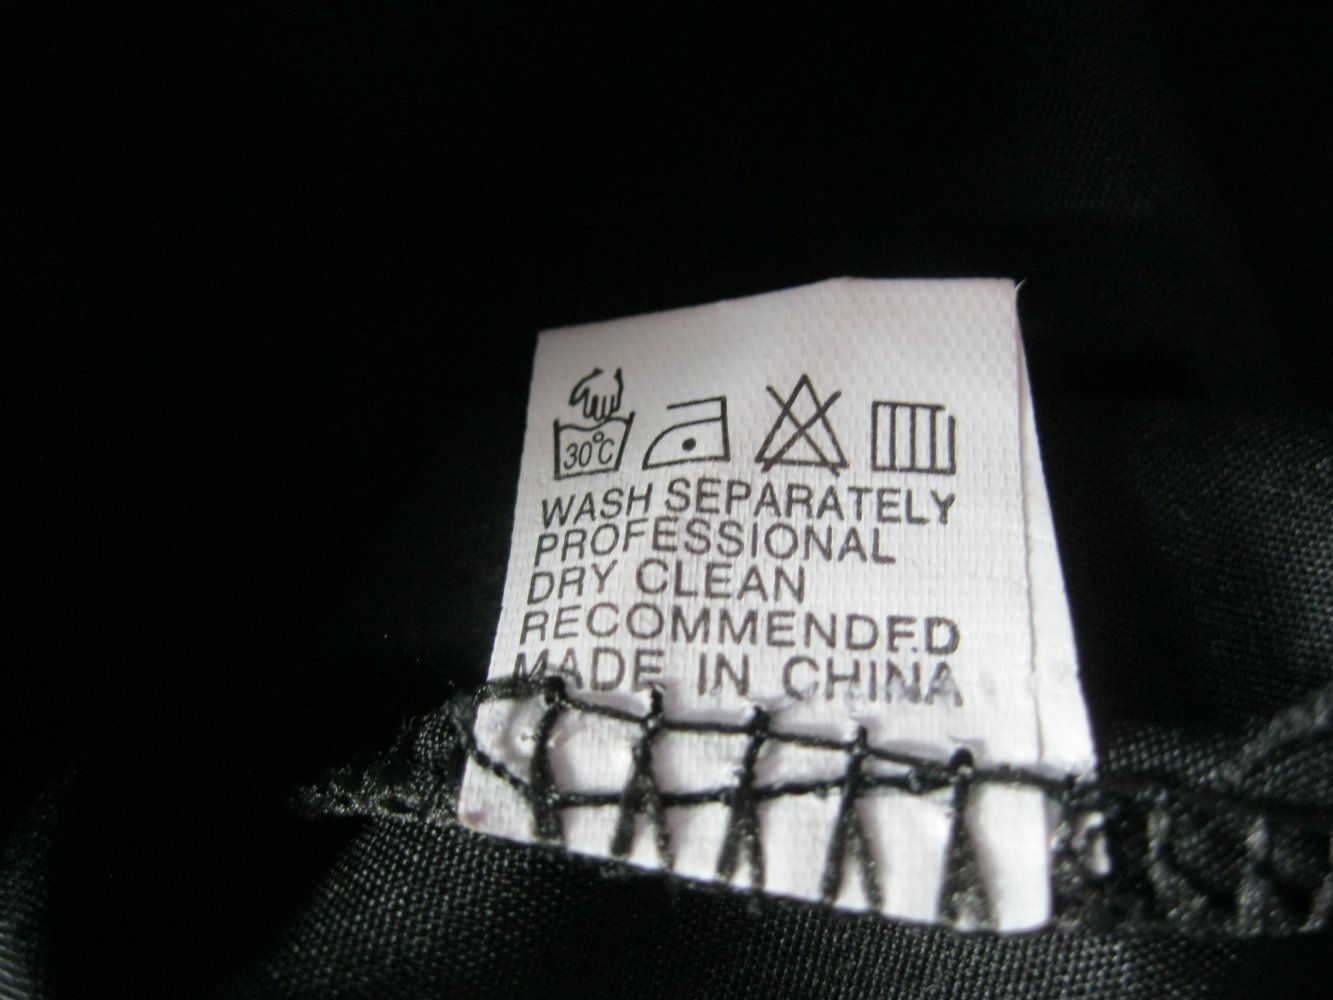 30°C
WASH SEPARATELY
PROFESSIONAL
DRY CLEAN
RECOMMENDED
MADE IN CHINA